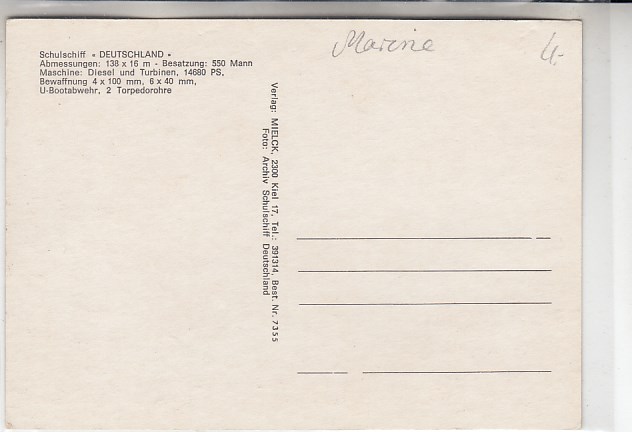 Schulschiff « DEUTSCHLAND »
Abmessungen: 138 x 16 m - Besatzung: 550 Mann
Maschine: Diesel und Turbinen, 14680 PS,
Bewaffnung 4 x 100 mm, 6 x 40 mm,
U-Bootabwehr, 2 Torpedorohre
Marine
4,-
Verlag: MIELCK, 2300 Kiel 17, Tel.: 391314, Best. Nr. 7355
Foto: Archiv Schulschiff Deutschland